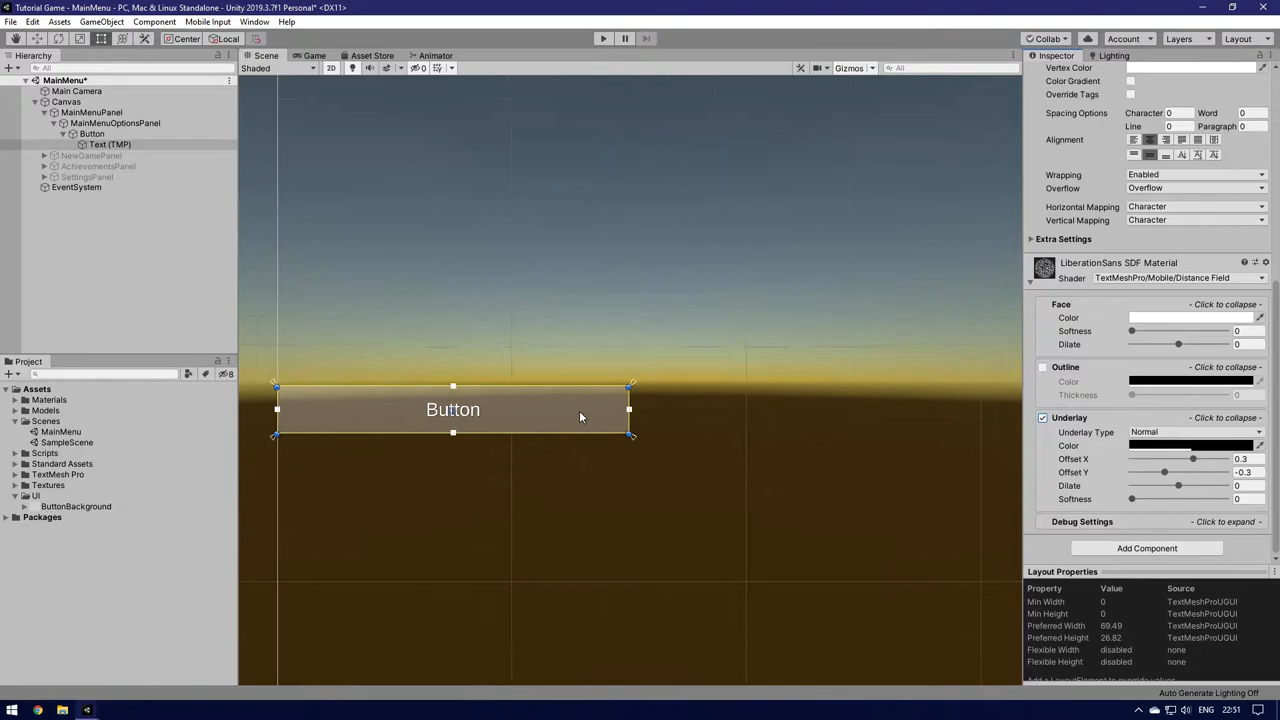 Tutorial Game - MainMenu - PC, Mac & Linux Standalone - Unity 2019.3.7f1 Personal* <DX11>
File Edit Assets GameObject Component Mobile Input Window Help
Center Local Collab Account Layers Layout
Hierarchy Scene Game Asset Store Animator Inspector Lighting
All Shaded 2D 0 Gizmos All
MainMenu*
Main Camera
Canvas
MainMenuPanel
MainMenuOptionsPanel
Button
Text (TMP)
NewGamePanel
AchievementsPanel
SettingsPanel
EventSystem
Button
Project
8
Assets
Materials
Models
Scenes
MainMenu
SampleScene
Scripts
Standard Assets
TextMesh Pro
Textures
UI
ButtonBackground
Packages
Vertex Color
Color Gradient
Override Tags
Spacing Options Character 0 Word 0
Line 0 Paragraph 0
Alignment
Wrapping Enabled
Overflow Overflow
Horizontal Mapping Character
Vertical Mapping Character
Extra Settings
LiberationSans SDF Material
Shader TextMeshPro/Mobile/Distance Field
Face - Click to collapse -
Color
Softness 0
Dilate 0
Outline - Click to collapse -
Color
Thickness 0
Underlay - Click to collapse -
Underlay Type Normal
Color
Offset X 0.3
Offset Y -0.3
Dilate 0
Softness 0
Debug Settings - Click to expand -
Add Component
Layout Properties
Property Value Source
Min Width 0 TextMeshProUGUI
Min Height 0 TextMeshProUGUI
Preferred Width 69.49 TextMeshProUGUI
Preferred Height 26.82 TextMeshProUGUI
Flexible Width disabled none
Flexible Height disabled none
Add a LayoutElement to override values.
Auto Generate Lighting Off
ENG 22:51